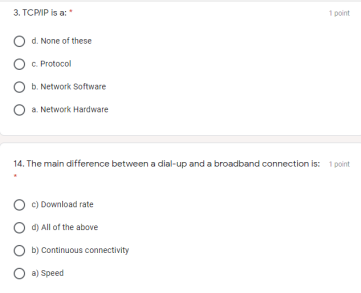 3. TCP/IP is a: * 1 point
d. None of these
c. Protocol
b. Network Software
a. Network Hardware
14. The main difference between a dial-up and a broadband connection is: 1 point
*
c) Download rate
d) All of the above
b) Continuous connectivity
a) Speed